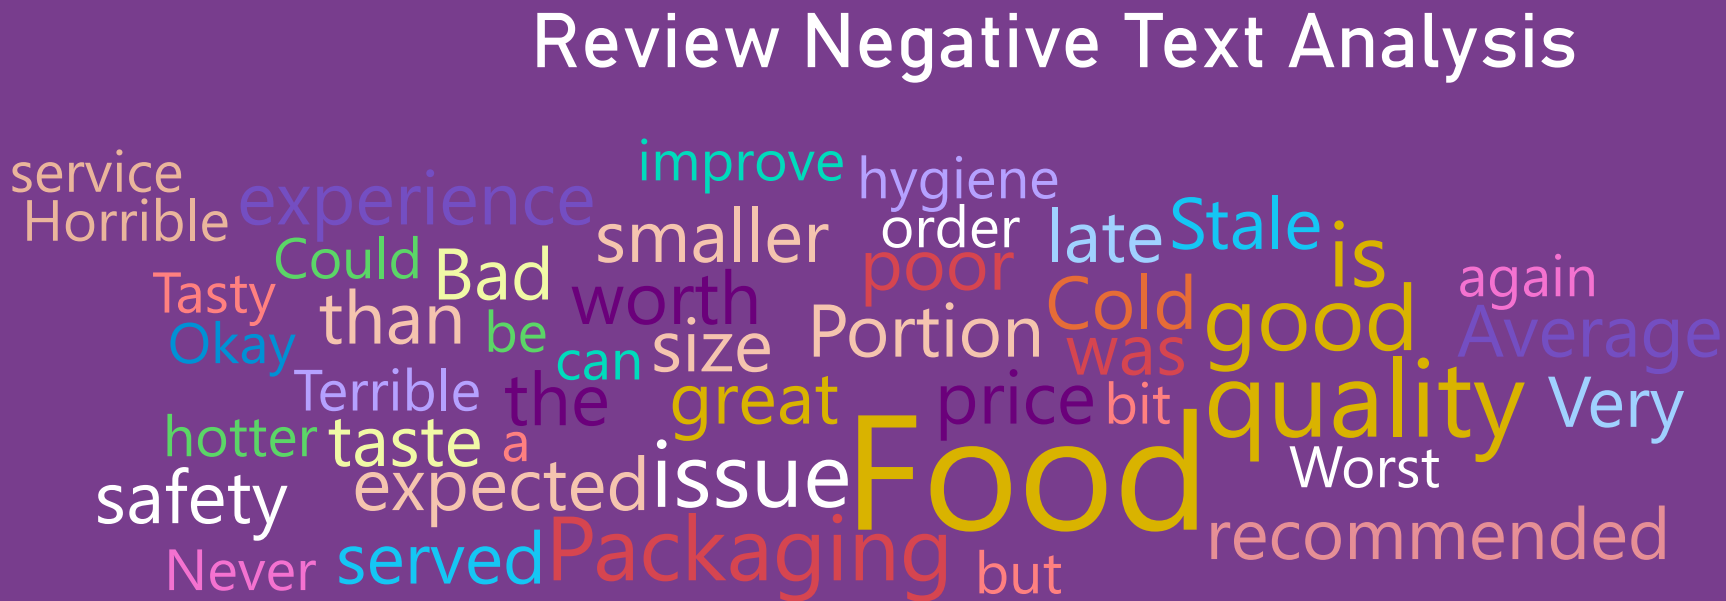 Review Negative Text Analysis
improve
service
hygiene
experience
Horrible
smaller
order
late
Stale
is
Could
Bad
poor
again
Tasty
than
worth
Cold
good
Okay
be
can
size
Portion
was
Average
Terrible
the
great
price
bit
quality
Very
hotter
taste
a
Food
Worst
safety
expected
issue
recommended
Never
served
Packaging
but